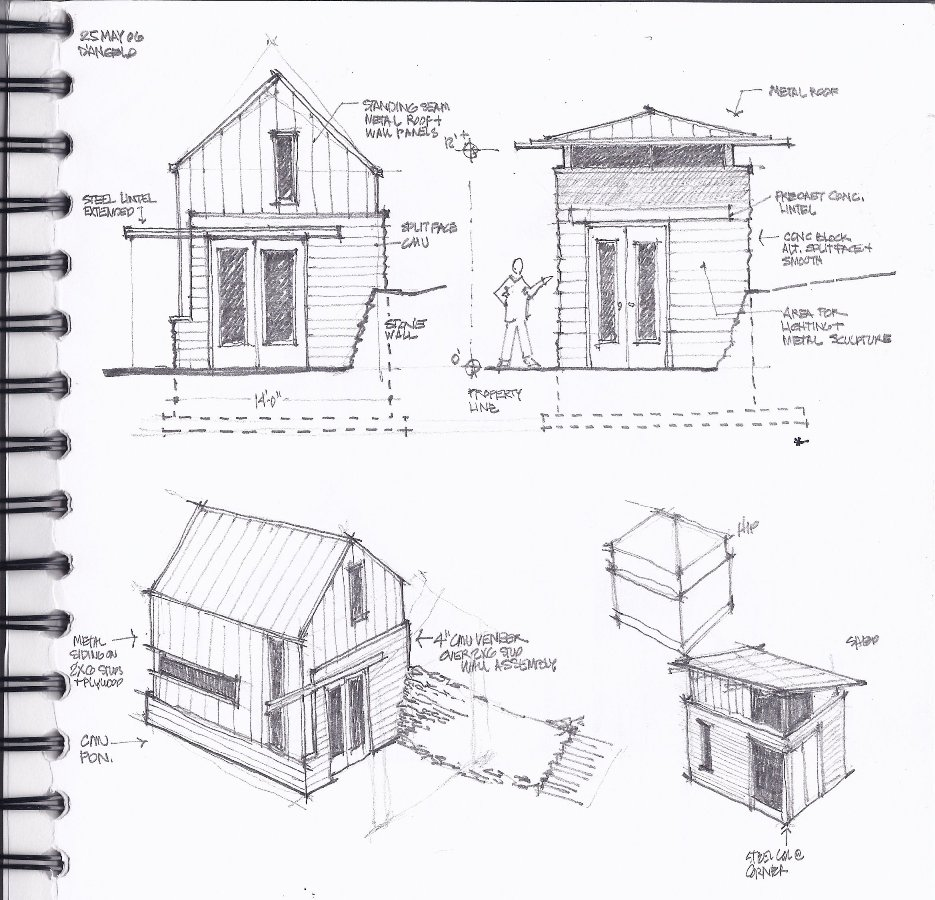 25 MAY 06
D'ANGELO
STANDING SEAM
METAL ROOF +
WALL PANELS
STEEL LINTEL
EXTENDED
SPLIT FACE
CMU
STONE
WALL
14'-0"
12' ±
0'
PROPERTY
LINE
METAL ROOF
PRECAST CONC.
LINTEL
CONC BLOCK
ALT. SPLIT FACE +
SMOOTH
AREA FOR
LIGHTING +
METAL SCULPTURE
METAL
SIDING ON
2X6 STUDS
+ PLYWOOD
CMU
FDN.
4" CMU VENEER
OVER 2X6 STUD
WALL ASSEMBLY
HIP
SHED
STEEL COL @
CORNER